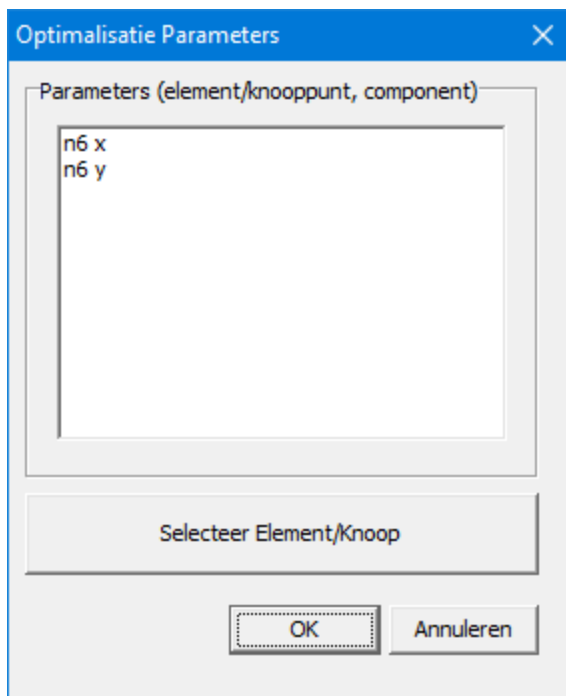 Optimalisatie Parameters
Parameters (element/knooppunt, component)
n6 x
n6 y
Selecteer Element/Knoop
OK
Annuleren